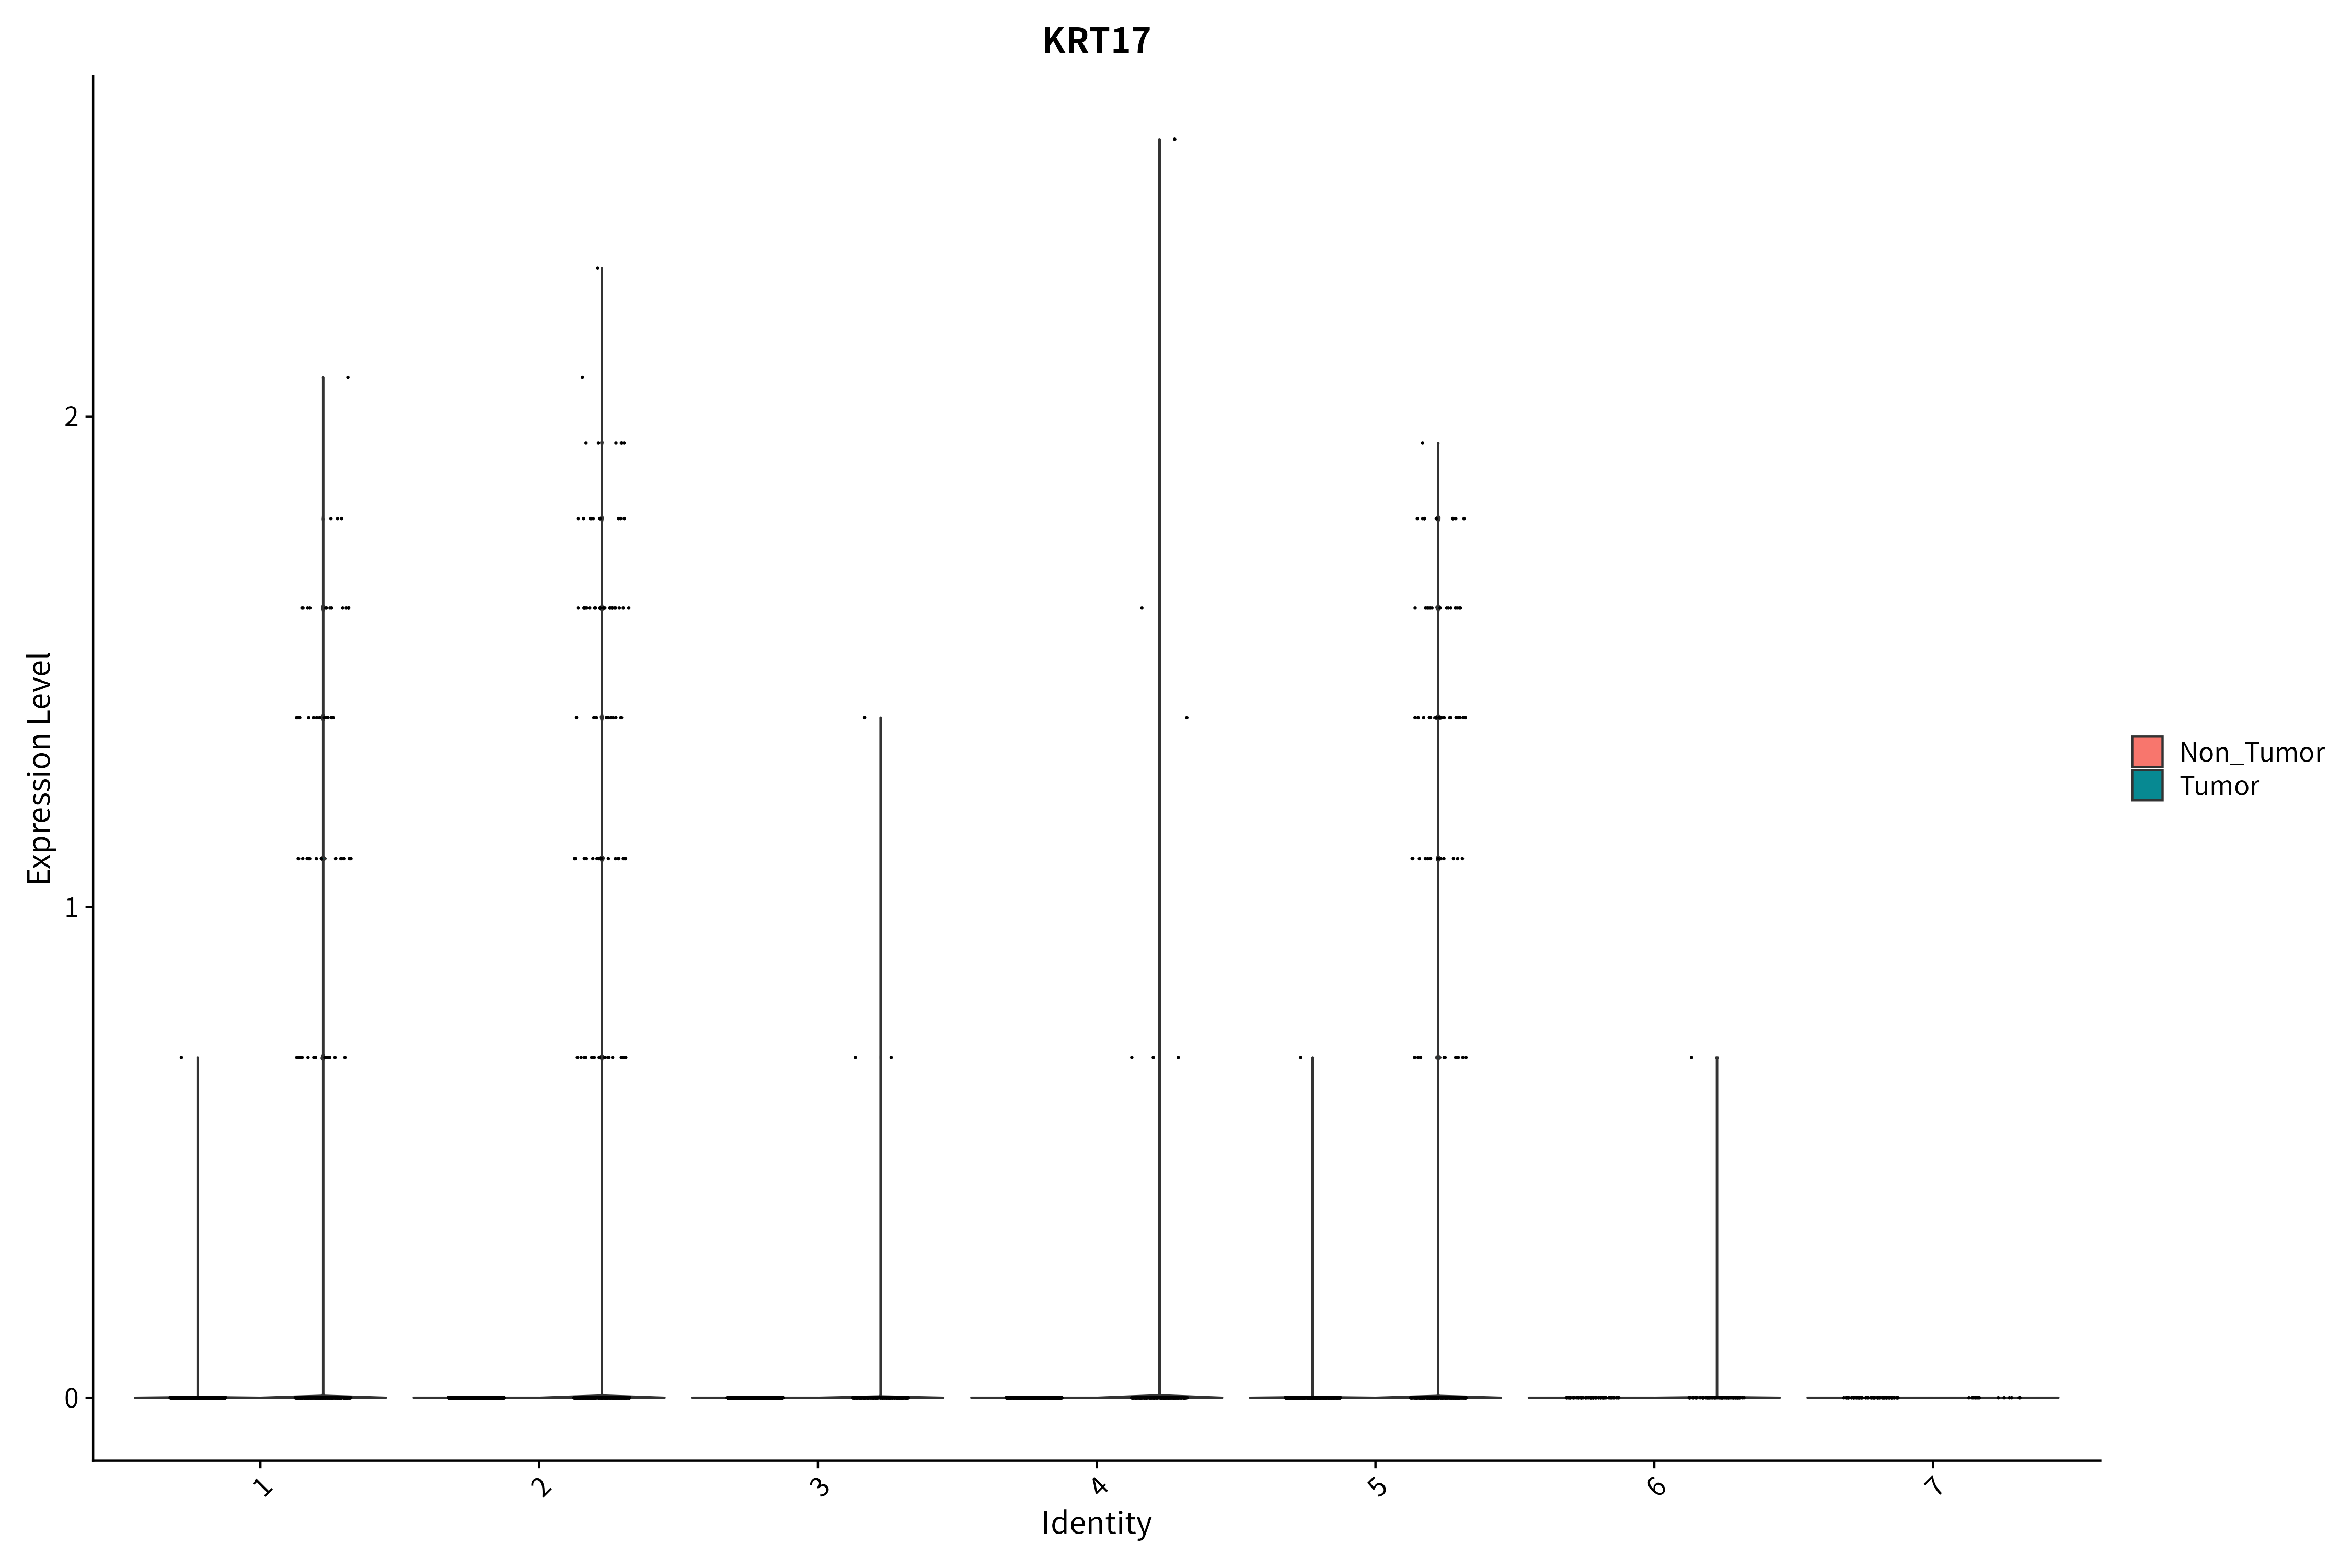 KRT17
Expression Level
2
1
0
1
2
3
4
5
6
7
Identity
Non_Tumor
Tumor